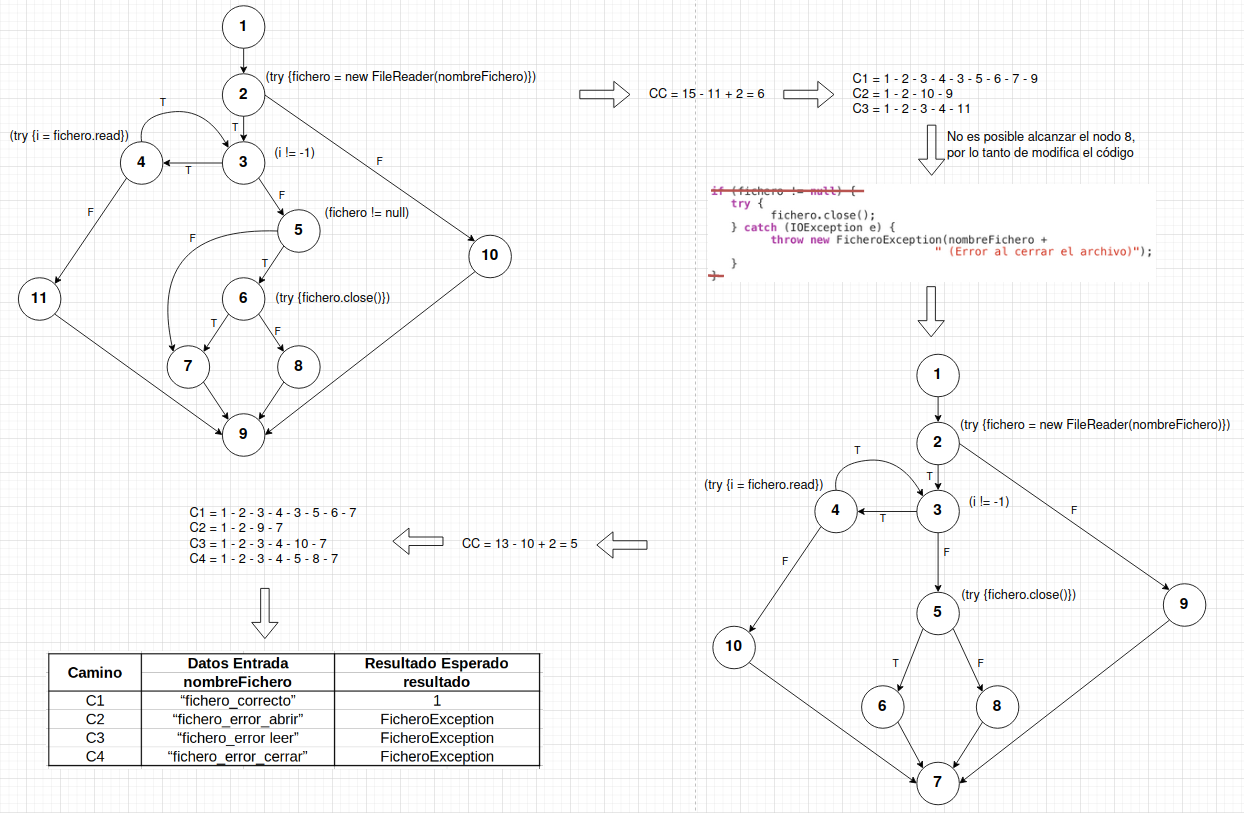 1
(try {fichero = new FileReader(nombreFichero)})
2
T
T
(try {i = fichero.read})
4
3
(i != -1)
T
F
F
(fichero != null)
F
5
F
10
T
11
6
(try {fichero.close()})
T
F
7
8
9
CC = 15 - 11 + 2 = 6
C1 = 1 - 2 - 3 - 4 - 3 - 5 - 6 - 7 - 9
C2 = 1 - 2 - 10 - 9
C3 = 1 - 2 - 3 - 4 - 11
No es posible alcanzar el nodo 8,
por lo tanto de modifica el código
if (fichero != null) {
try {
fichero.close();
} catch (IOException e) {
throw new FicheroException(nombreFichero +
" (Error al cerrar el archivo)");
}
}
1
(try {fichero = new FileReader(nombreFichero)})
2
T
T
(try {i = fichero.read})
4
3
(i != -1)
T
F
F
F
(try {fichero.close()})
5
9
10
T
F
6
8
7
CC = 13 - 10 + 2 = 5
C1 = 1 - 2 - 3 - 4 - 3 - 5 - 6 - 7
C2 = 1 - 2 - 9 - 7
C3 = 1 - 2 - 3 - 4 - 10 - 7
C4 = 1 - 2 - 3 - 4 - 5 - 8 - 7
Camino Datos Entrada Resultado Esperado
nombreFichero resultado
C1 “fichero_correcto” 1
C2 “fichero_error_abrir” FicheroException
C3 “fichero_error leer” FicheroException
C4 “fichero_error_cerrar” FicheroException